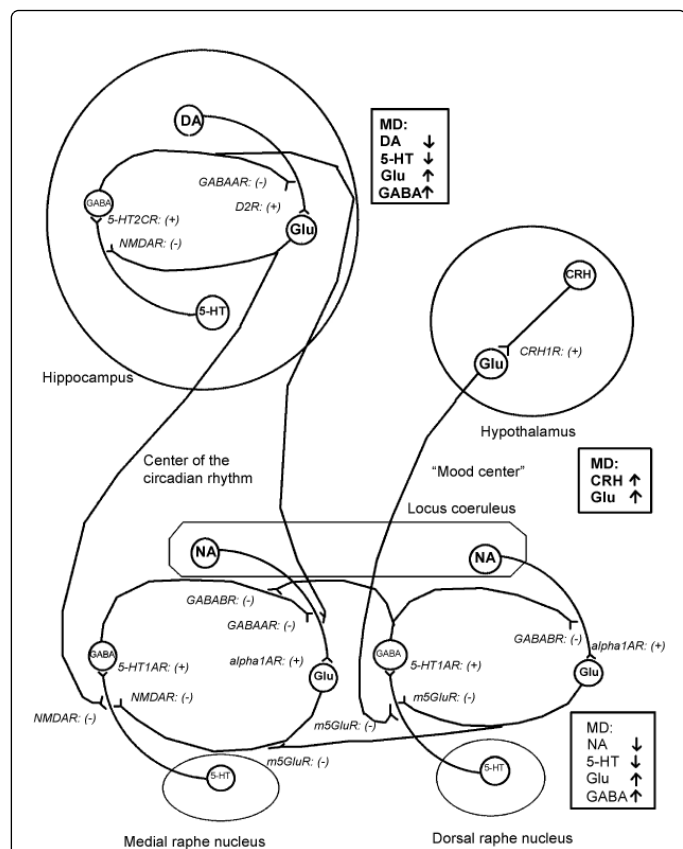 DA
MD:
DA ↓
5-HT ↓
Glu ↑
GABA ↑
GABAAR: (-)
GABA
5-HT2CR: (+)
D2R: (+)
Glu
NMDAR: (-)
5-HT
CRH
CRH1R: (+)
Glu
Hippocampus
Hypothalamus
Center of the
circadian rhythm
"Mood center"
MD:
CRH ↑
Glu ↑
Locus coeruleus
NA
NA
GABABR: (-)
GABAAR: (-)
GABABR: (-)
alpha1AR: (+)
GABA
5-HT1AR: (+)
alpha1AR: (+)
Glu
GABA
5-HT1AR: (+)
Glu
NMDAR: (-)
NMDAR: (-)
m5GluR: (-)
m5GluR: (-)
m5GluR: (-)
5-HT
5-HT
MD:
NA ↓
5-HT ↓
Glu ↑
GABA ↑
Medial raphe nucleus
Dorsal raphe nucleus